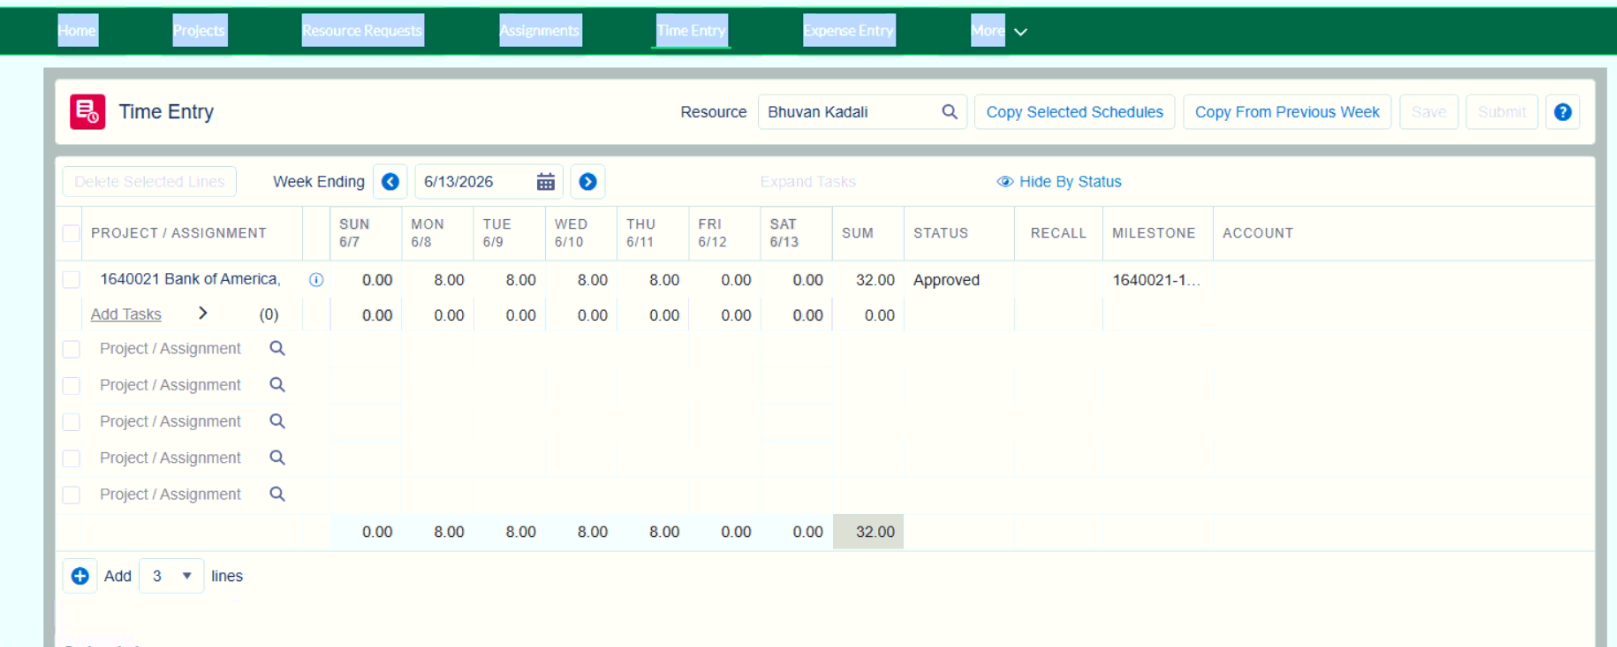 Home Projects Resource Requests Assignments Time Entry Expense Entry More
Time Entry Resource Bhuvan Kadali Copy Selected Schedules Copy From Previous Week Save Submit ?
Delete Selected Lines Week Ending 6/13/2026 Expand Tasks Hide By Status
PROJECT / ASSIGNMENT SUN 6/7 MON 6/8 TUE 6/9 WED 6/10 THU 6/11 FRI 6/12 SAT 6/13 SUM STATUS RECALL MILESTONE ACCOUNT
1640021 Bank of America, 0.00 8.00 8.00 8.00 8.00 0.00 0.00 32.00 Approved 1640021-1...
Add Tasks (0) 0.00 0.00 0.00 0.00 0.00 0.00 0.00 0.00
Project / Assignment
Project / Assignment
Project / Assignment
Project / Assignment
Project / Assignment
0.00 8.00 8.00 8.00 8.00 0.00 0.00 32.00
Add 3 lines